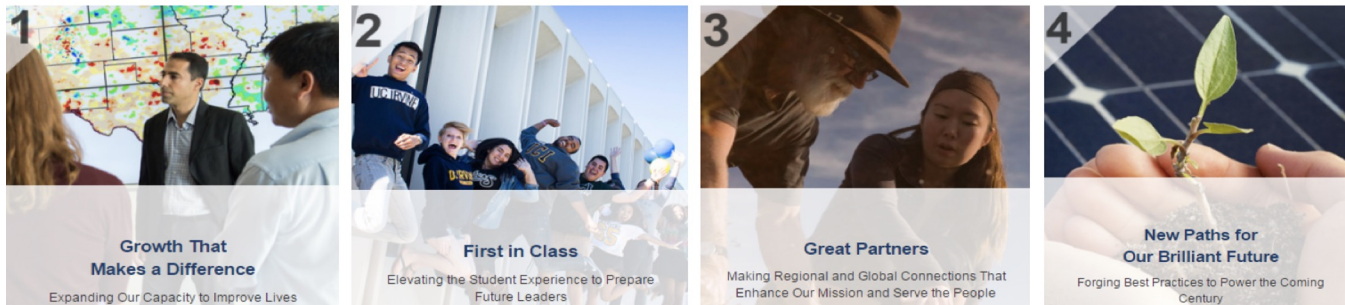 1
Growth That
Makes a Difference
Expanding Our Capacity to Improve Lives
2
UC IRVINE
UCI
First in Class
Elevating the Student Experience to Prepare
Future Leaders
3
Great Partners
Making Regional and Global Connections That
Enhance Our Mission and Serve the People
4
New Paths for
Our Brilliant Future
Forging Best Practices to Power the Coming
Century